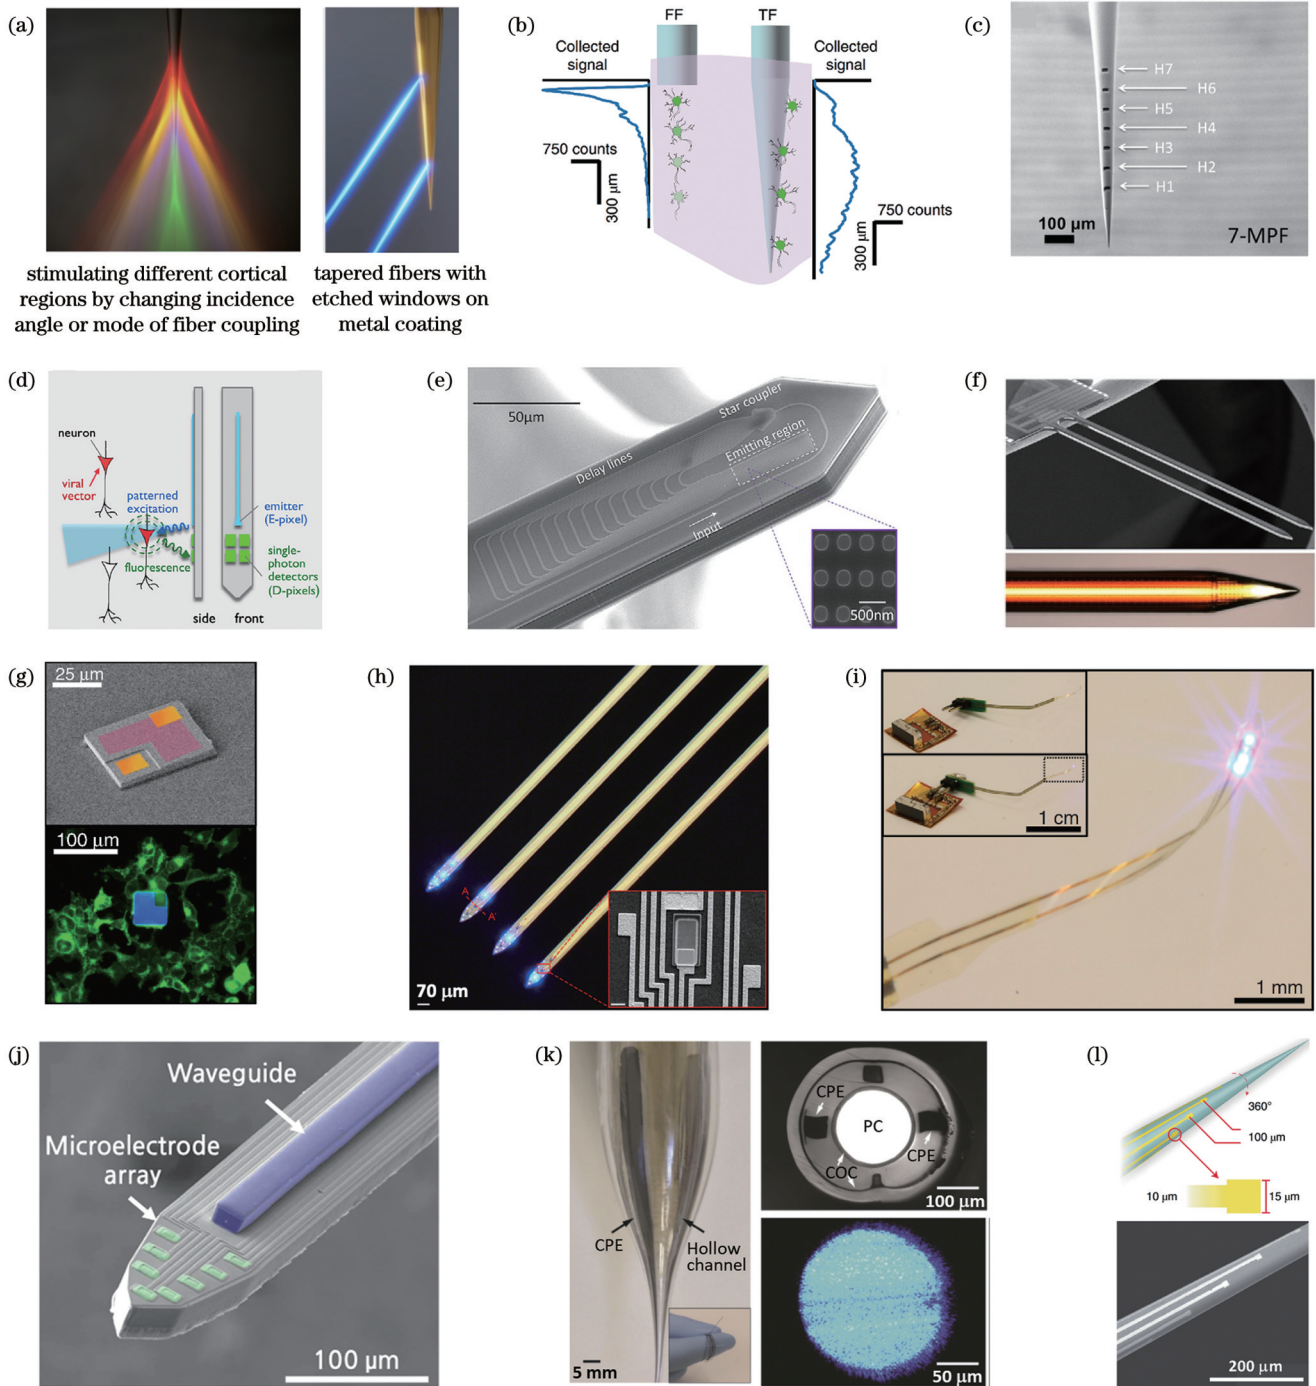 (a)
stimulating different cortical
regions by changing incidence
angle or mode of fiber coupling
tapered fibers with
etched windows on
metal coating
(b)
FF
TF
Collected
signal
Collected
signal
750 counts
300 μm
750 counts
300 μm
(c)
H7
H6
H5
H4
H3
H2
H1
100 μm
7-MPF
(d)
neuron
viral
vector
patterned
excitation
fluorescence
emitter
(E-pixel)
single-
photon
detectors
(D-pixels)
side
front
(e)
50μm
Star coupler
Emitting region
Delay lines
Input
500nm
(f)
(g)
25 μm
100 μm
(h)
A
A'
70 μm
(i)
1 cm
1 mm
(j)
Waveguide
Microelectrode
array
100 μm
(k)
CPE
Hollow
channel
5 mm
CPE
PC
CPE
COC
100 μm
50 μm
(l)
360°
100 μm
10 μm
15 μm
200 μm